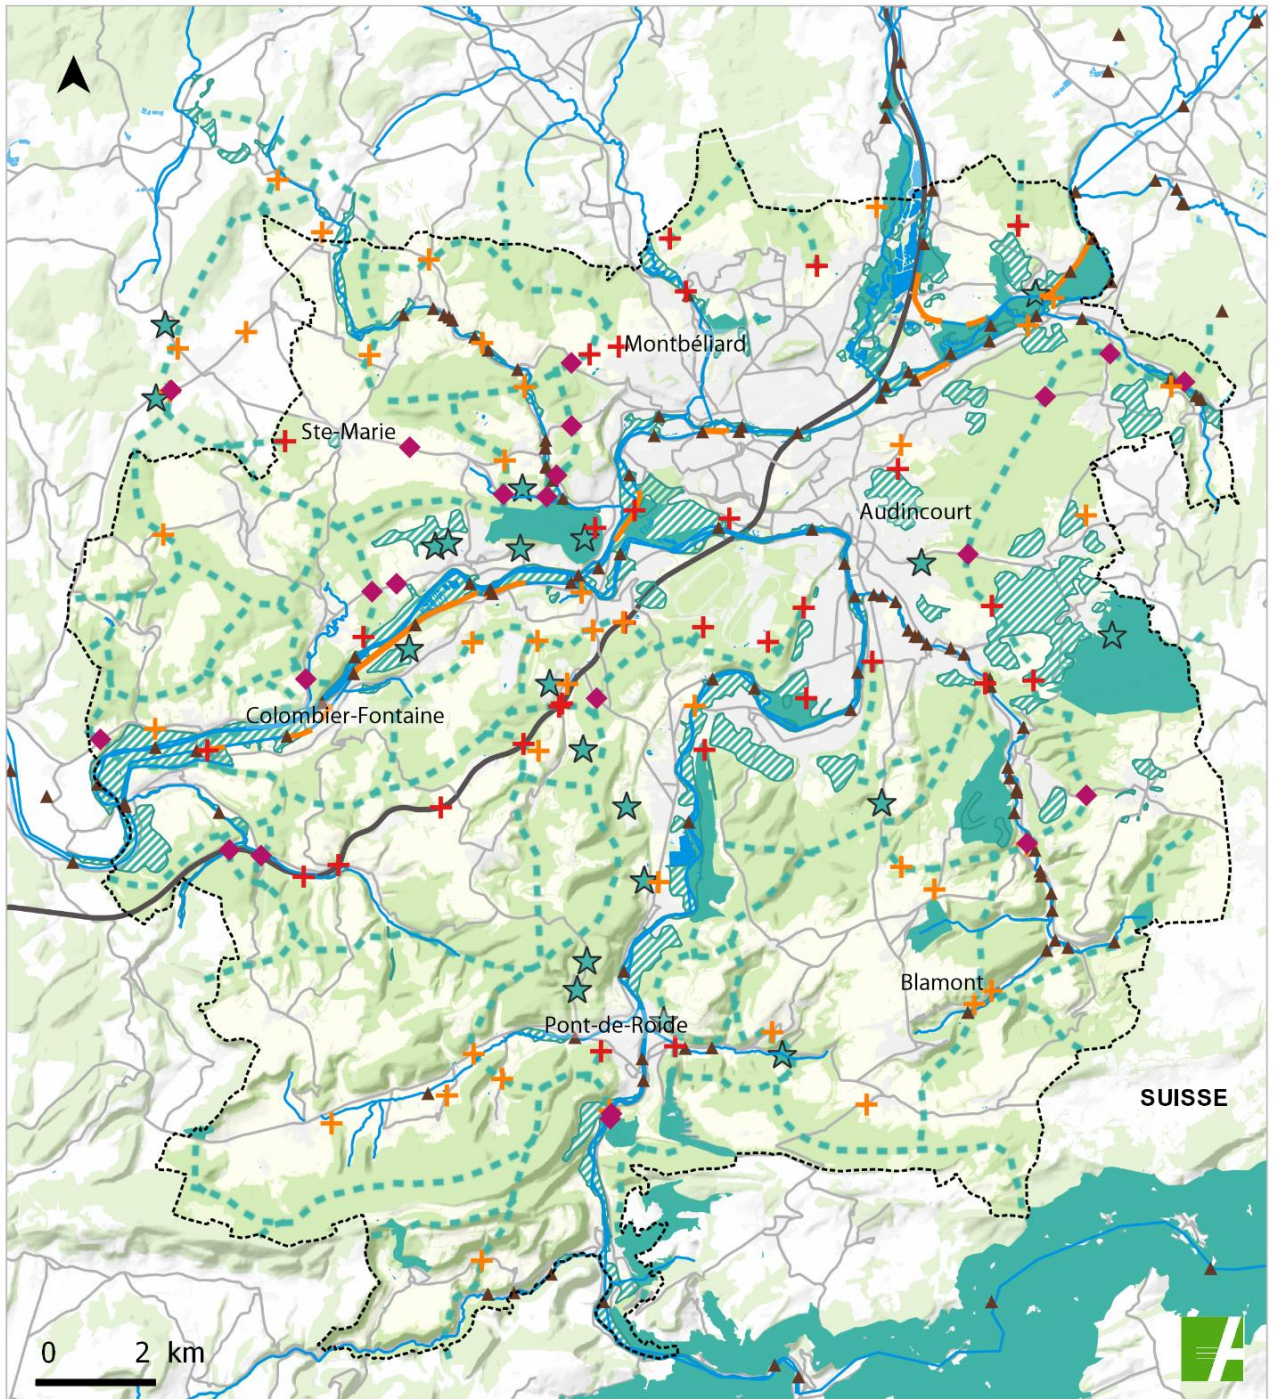 Montbéliard
Ste-Marie
Audincourt
Colombier-Fontaine
Blamont
Pont-de-Roide
SUISSE
0 2 km